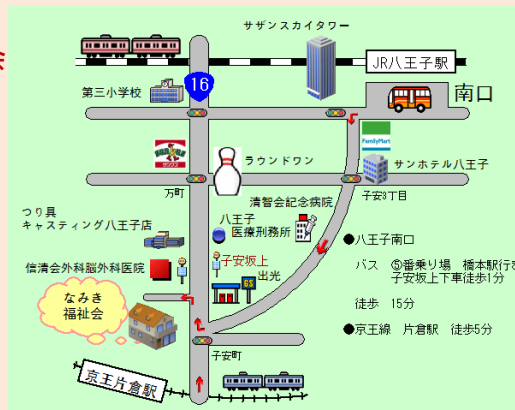 サザンスカイタワー
JR八王子駅
会
第三小学校
16
南口
FamilyMart
ラウンドワン
サンホテル八王子
万町
子安3丁目
清智会記念病院
つり具
キャスティング八王子店
八王子
医療刑務所
●八王子南口
信清会外科脳外科医院
子安坂上
出光
GS
バス ⑤番乗り場 橋本駅行き
子安坂上下車徒歩1分
徒歩 15分
なみき
福祉会
●京王線 片倉駅 徒歩5分
子安町
京王片倉駅